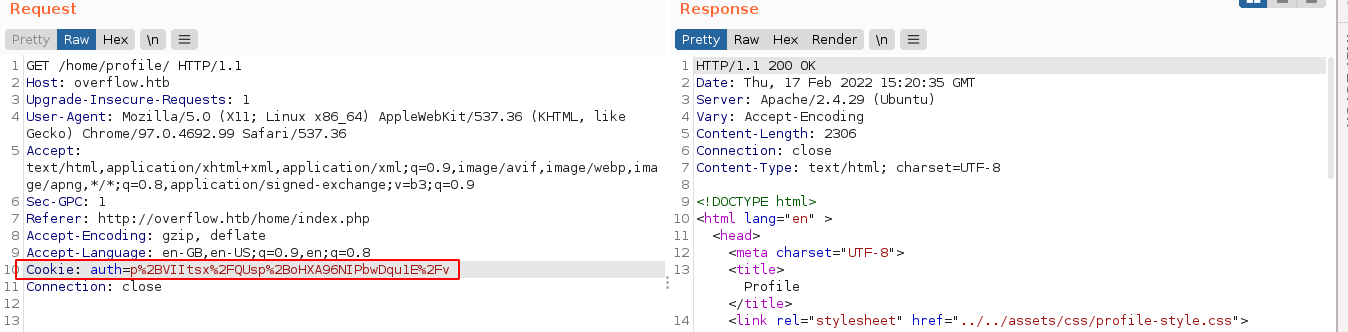 Request
Pretty Raw Hex \n
1 GET /home/profile/ HTTP/1.1
2 Host: overflow.htb
3 Upgrade-Insecure-Requests: 1
4 User-Agent: Mozilla/5.0 (X11; Linux x86_64) AppleWebKit/537.36 (KHTML, like
Gecko) Chrome/97.0.4692.99 Safari/537.36
5 Accept:
text/html,application/xhtml+xml,application/xml;q=0.9,image/avif,image/webp,ima
ge/apng,*/*;q=0.8,application/signed-exchange;v=b3;q=0.9
6 Sec-GPC: 1
7 Referer: http://overflow.htb/home/index.php
8 Accept-Encoding: gzip, deflate
9 Accept-Language: en-GB,en-US;q=0.9,en;q=0.8
10 Cookie: auth=p%2BVIItsx%2FQUsp%2BoHXA96NIPbwDqulE%2Fv
11 Connection: close
12
13
Response
Pretty Raw Hex Render \n
1 HTTP/1.1 200 OK
2 Date: Thu, 17 Feb 2022 15:20:35 GMT
3 Server: Apache/2.4.29 (Ubuntu)
4 Vary: Accept-Encoding
5 Content-Length: 2306
6 Connection: close
7 Content-Type: text/html; charset=UTF-8
8
9 <!DOCTYPE html>
10 <html lang="en" >
11 <head>
12 <meta charset="UTF-8">
13 <title>
Profile
</title>
14 <link rel="stylesheet" href="../../assets/css/profile-style.css">